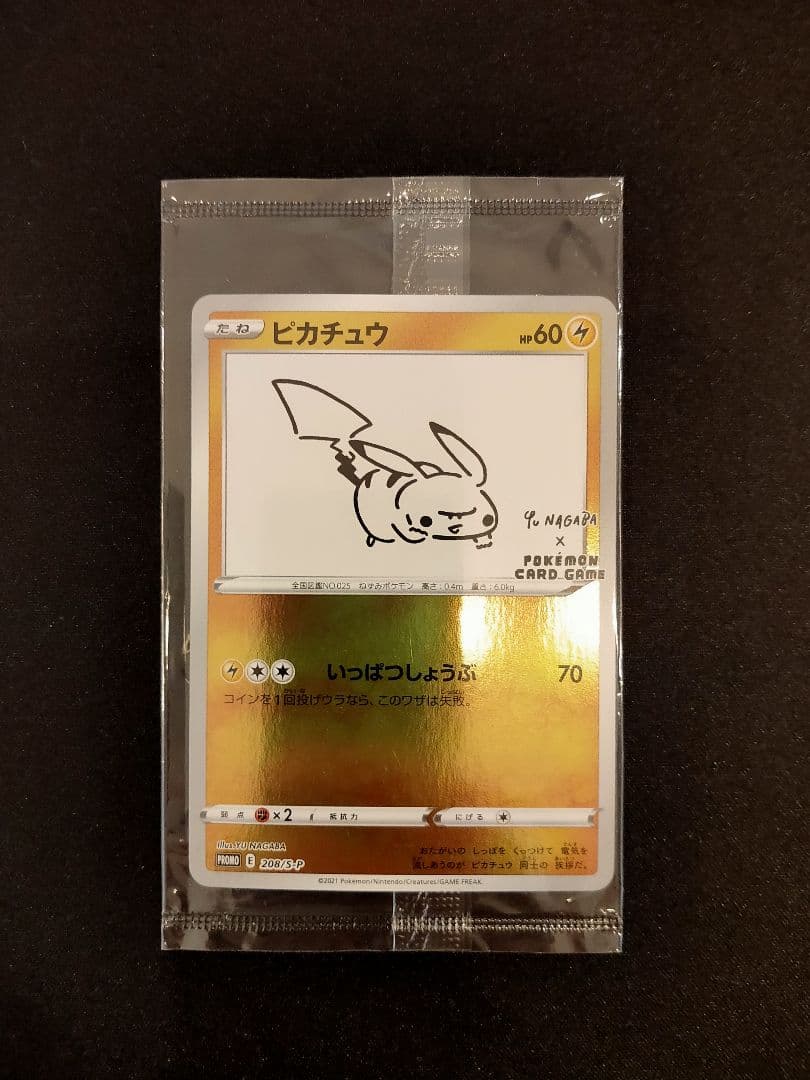 たね ピカチュウ HP60
YU NAGABA
X
POKÉMON
CARD GAME
全国図鑑NO.025 ねずみポケモン 高さ:0.4m 重さ:6.0kg
いっぱつしょうぶ 70
コインを1回投げウラなら、このワザは失敗。
弱点 ×2 抵抗力 にげる
Illus.YU NAGABA
おたがいの しっぽを くっつけて 電気を
流しあうのが ピカチュウ 同士の 挨拶だ。
PROMO E 208/S-P
©2021 Pokémon/Nintendo/Creatures/GAME FREAK.